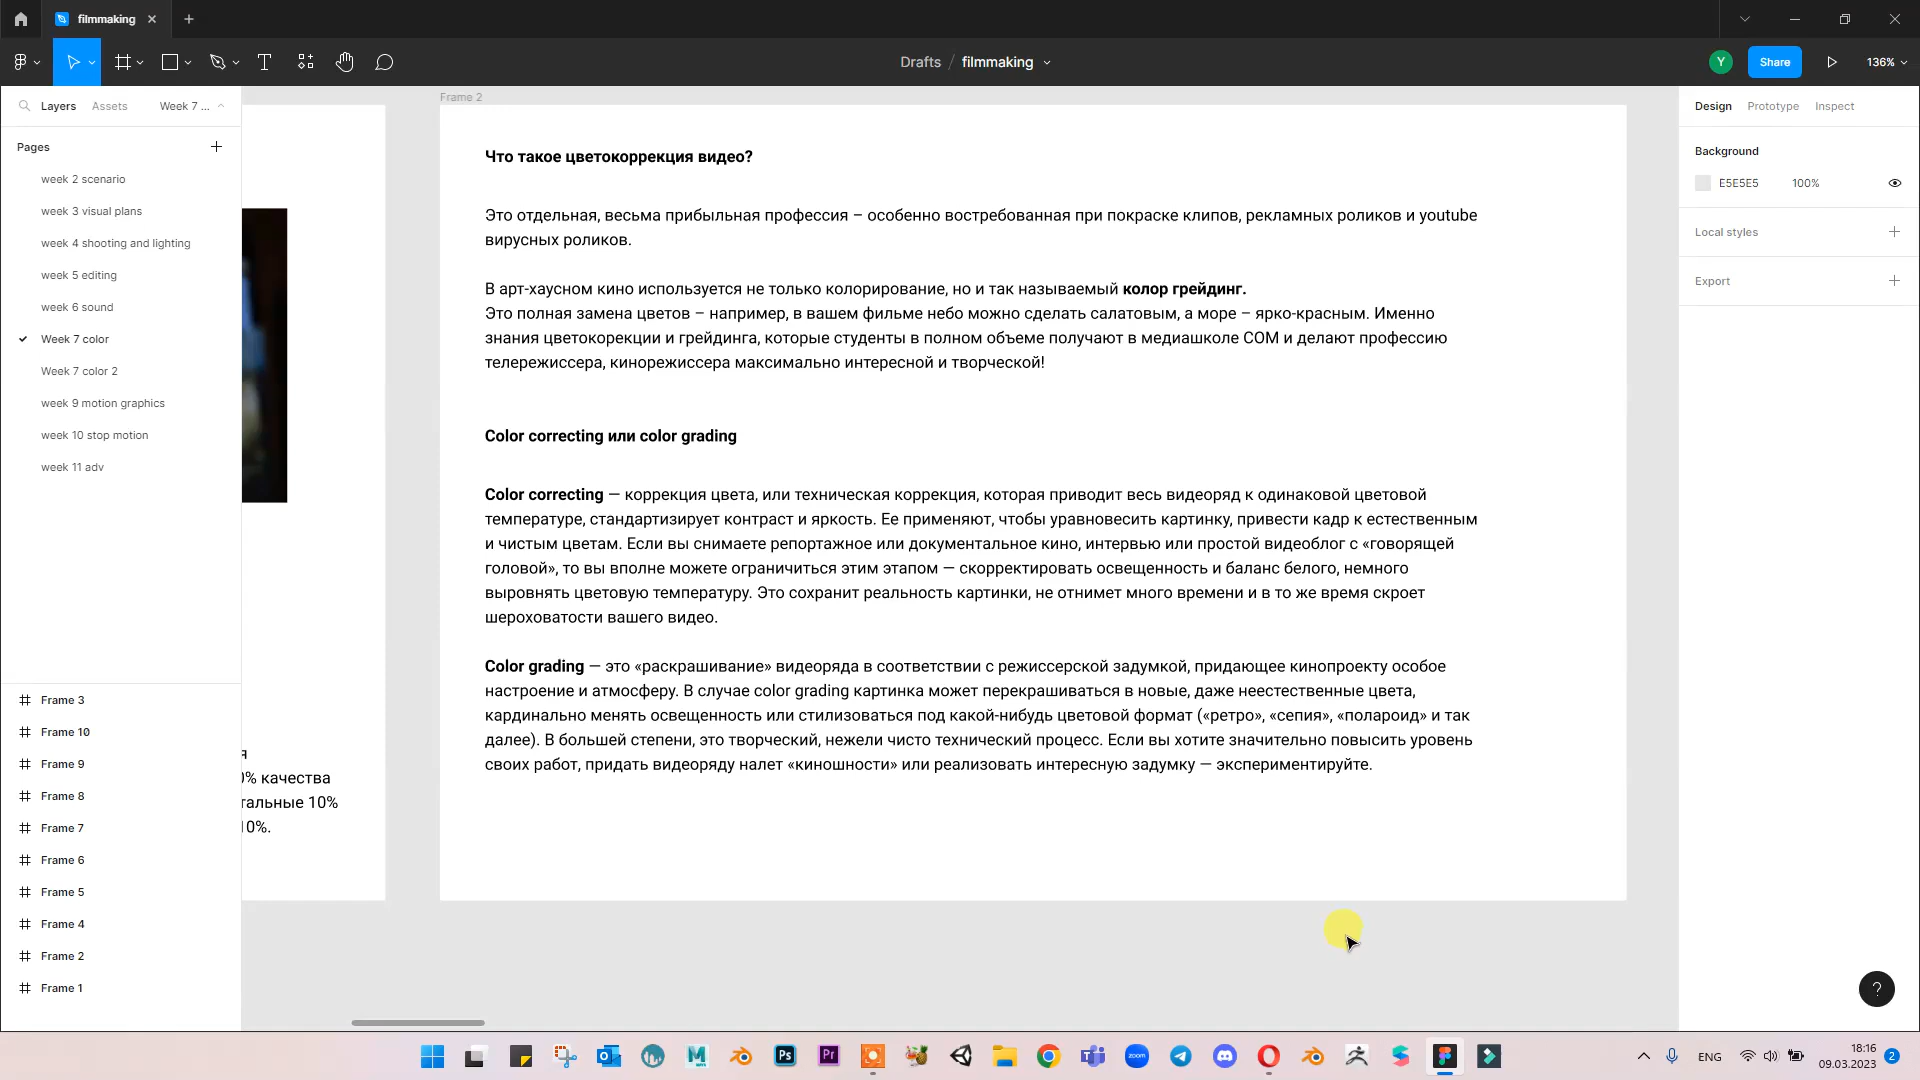 filmmaking
Drafts / filmmaking
Y
Share
136%
Layers
Assets
Week 7 ...
Pages
week 2 scenario
week 3 visual plans
week 4 shooting and lighting
week 5 editing
week 6 sound
Week 7 color
Week 7 color 2
week 9 motion graphics
week 10 stop motion
week 11 adv
Frame 3
Frame 10
Frame 9
Frame 8
Frame 7
Frame 6
Frame 5
Frame 4
Frame 2
Frame 1
я
0% качества
тальные 10%
10%.
Frame 2
Что такое цветокоррекция видео?
Это отдельная, весьма прибыльная профессия – особенно востребованная при покраске клипов, рекламных роликов и youtube
вирусных роликов.
В арт-хаусном кино используется не только колорирование, но и так называемый колор грейдинг.
Это полная замена цветов – например, в вашем фильме небо можно сделать салатовым, а море – ярко-красным. Именно
знания цветокорекции и грейдинга, которые студенты в полном объеме получают в медиашколе COM и делают профессию
телережиссера, кинорежиссера максимально интересной и творческой!
Color correcting или color grading
Color correcting — коррекция цвета, или техническая коррекция, которая приводит весь видеоряд к одинаковой цветовой
температуре, стандартизирует контраст и яркость. Ее применяют, чтобы уравновесить картинку, привести кадр к естественным
и чистым цветам. Если вы снимаете репортажное или документальное кино, интервью или простой видеоблог с «говорящей
головой», то вы вполне можете ограничиться этим этапом — скорректировать освещенность и баланс белого, немного
выровнять цветовую температуру. Это сохранит реальность картинки, не отнимет много времени и в то же время скроет
шероховатости вашего видео.
Color grading — это «раскрашивание» видеоряда в соответствии с режиссерской задумкой, придающее кинопроекту особое
настроение и атмосферу. В случае color grading картинка может перекрашиваться в новые, даже неестественные цвета,
кардинально менять освещенность или стилизоваться под какой-нибудь цветовой формат («ретро», «сепия», «полароид» и так
далее). В большей степени, это творческий, нежели чисто технический процесс. Если вы хотите значительно повысить уровень
своих работ, придать видеоряду налет «киношности» или реализовать интересную задумку — экспериментируйте.
Design
Prototype
Inspect
Background
E5E5E5
100%
Local styles
Export
?
Ps
Pr
zoom
ENG
18:16
09.03.2023
2